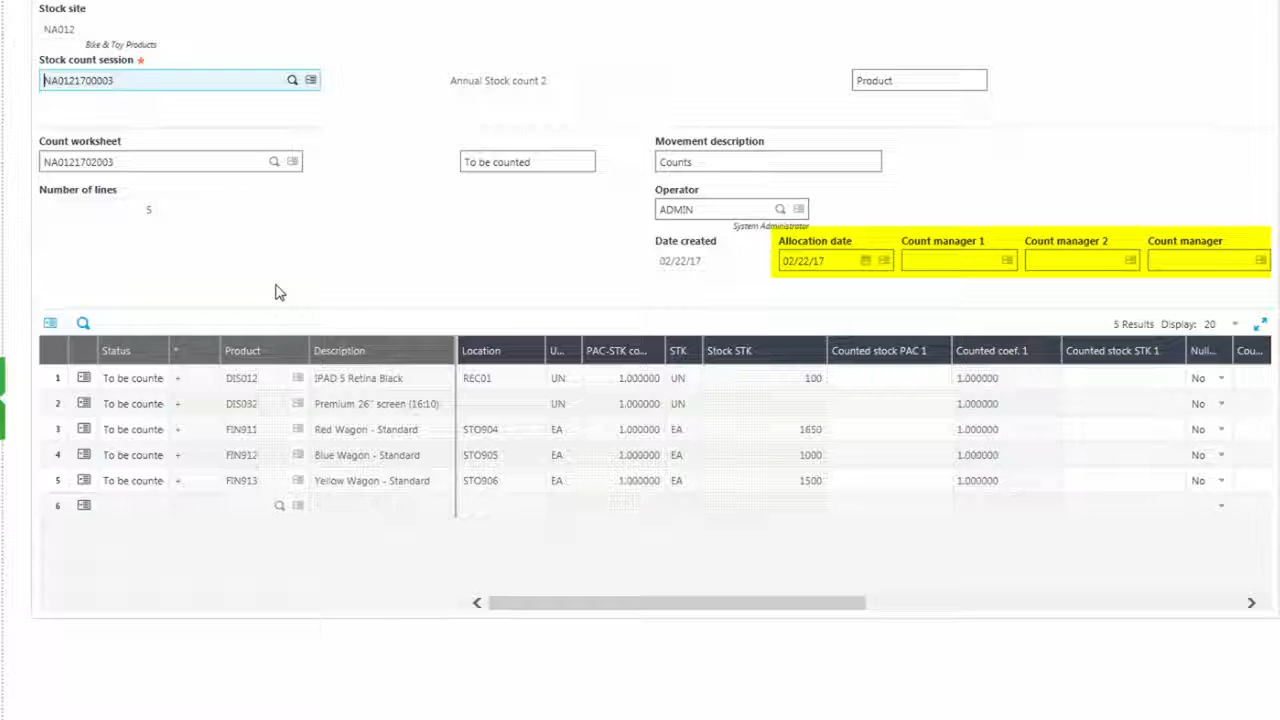 Stock site
NA012
Bike & Toy Products
Stock count session *
NA0121700003 Annual Stock count 2 Product
Count worksheet Movement description
NA0121702003 To be counted Counts
Number of lines Operator
5 ADMIN
System Administrator
Date created Allocation date Count manager 1 Count manager 2 Count manager
02/22/17 02/22/17
5 Results Display: 20
Status * Product Description Location U... PAC-STK co... STK Stock STK Counted stock PAC 1 Counted coef. 1 Counted stock STK 1 Null... Cou...
1 To be counte + DIS012 IPAD 5 Retina Black REC01 UN 1.000000 UN 100 1.000000 No
2 To be counte + DIS032 Premium 26" screen (16:10) UN 1.000000 UN 1.000000 No
3 To be counte + FIN911 Red Wagon - Standard STO904 EA 1.000000 EA 1650 1.000000 No
4 To be counte + FIN912 Blue Wagon - Standard STO905 EA 1.000000 EA 1000 1.000000 No
5 To be counte + FIN913 Yellow Wagon - Standard STO906 EA 1.000000 EA 1500 1.000000 No
6